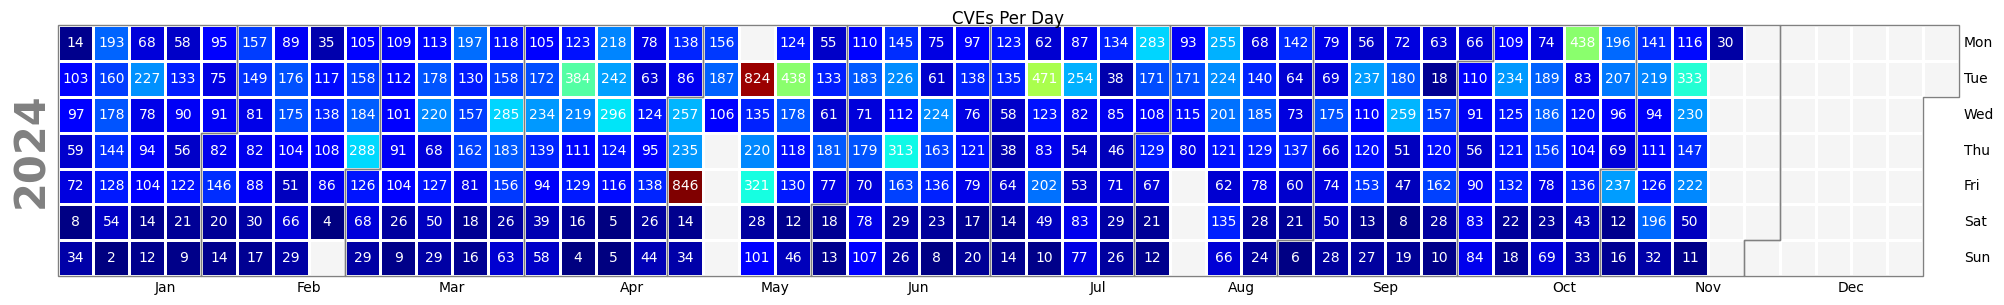 CVEs Per Day
14 193 68 58 95 157 89 35 105 109 113 197 118 105 123 218 78 138 156 124 55 110 145 75 97 123 62 87 134 283 93 255 68 142 79 56 72 63 66 109 74 438 196 141 116 30 Mon
103 160 227 133 75 149 176 117 158 112 178 130 158 172 384 242 63 86 187 824 438 133 183 226 61 138 135 471 254 38 171 171 224 140 64 69 237 180 18 110 234 189 83 207 219 333 Tue
97 178 78 90 91 81 175 138 184 101 220 157 285 234 219 296 124 257 106 135 178 61 71 112 224 76 58 123 82 85 108 115 201 185 73 175 110 259 157 91 125 186 120 96 94 230 Wed
59 144 94 56 82 82 104 108 288 91 68 162 183 139 111 124 95 235 220 118 181 179 313 163 121 38 83 54 46 129 80 121 129 137 66 120 51 120 56 121 156 104 69 111 147 Thu
72 128 104 122 146 88 51 86 126 104 127 81 156 94 129 116 138 846 321 130 77 70 163 136 79 64 202 53 71 67 62 78 60 74 153 47 162 90 132 78 136 237 126 222 Fri
8 54 14 21 20 30 66 4 68 26 50 18 26 39 16 5 26 14 28 12 18 78 29 23 17 14 49 83 29 21 135 28 21 50 13 8 28 83 22 23 43 12 196 50 Sat
34 2 12 9 14 17 29 29 9 29 16 63 58 4 5 44 34 101 46 13 107 26 8 20 14 10 77 26 12 66 24 6 28 27 19 10 84 18 69 33 16 32 11 Sun
2024
Jan Feb Mar Apr May Jun Jul Aug Sep Oct Nov Dec